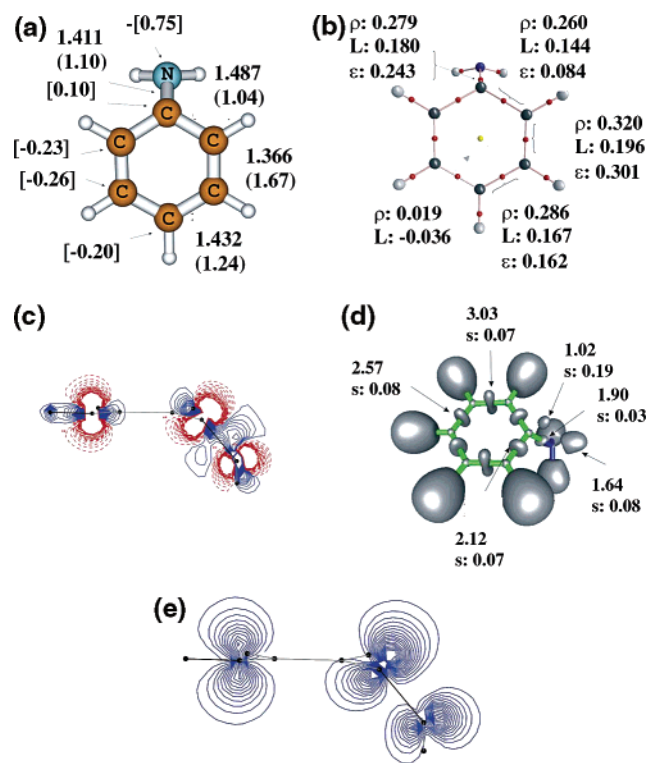 (a)
-[0.75]
1.411
(1.10)
[0.10]
N
1.487
(1.04)
C
C
C
C
C
C
[-0.23]
[-0.26]
1.366
(1.67)
[-0.20]
1.432
(1.24)
(b)
ρ: 0.279
L: 0.180
ε: 0.243
ρ: 0.260
L: 0.144
ε: 0.084
ρ: 0.320
L: 0.196
ε: 0.301
ρ: 0.019
L: -0.036
ρ: 0.286
L: 0.167
ε: 0.162
(c)
(d)
3.03
s: 0.07
2.57
s: 0.08
1.02
s: 0.19
1.90
s: 0.03
1.64
s: 0.08
2.12
s: 0.07
(e)